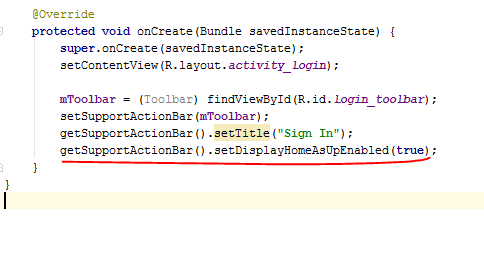 @Override
protected void onCreate(Bundle savedInstanceState) {
super.onCreate(savedInstanceState);
setContentView(R.layout.activity_login);
mToolbar = (Toolbar) findViewById(R.id.login_toolbar);
setSupportActionBar(mToolbar);
getSupportActionBar().setTitle("Sign In");
getSupportActionBar().setDisplayHomeAsUpEnabled(true);
}
}